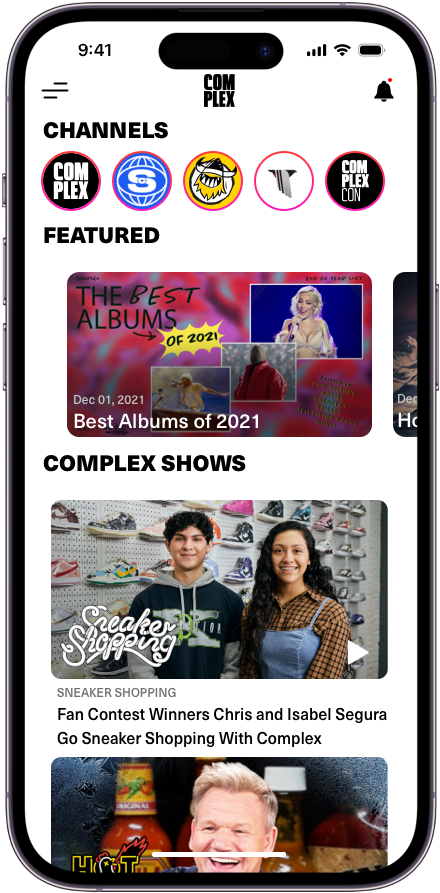 9:41
COM
PLEX
CHANNELS
COM
PLEX
S
COM
PLEX
CON
FEATURED
COMPLEX
END OF YEAR LIST
THE BEST
ALBUMS
OF 2021
Dec 01, 2021
Best Albums of 2021
Dec
Ho
COMPLEX SHOWS
Sneaker
Shopping
SNEAKER SHOPPING
Fan Contest Winners Chris and Isabel Segura
Go Sneaker Shopping With Complex
ORIGINAL
HOT